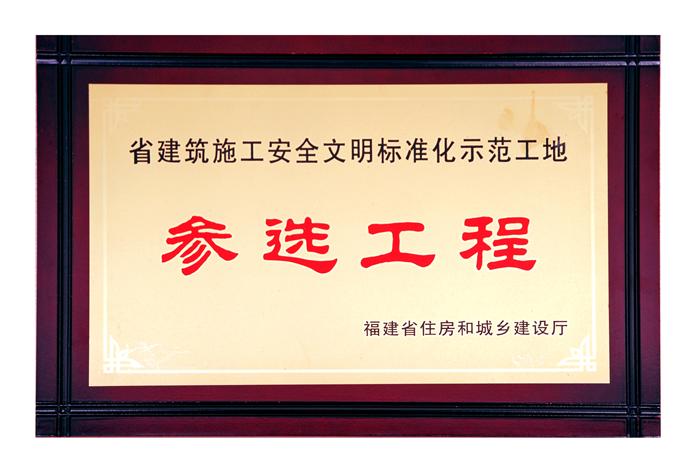 省建筑施工安全文明标准化示范工地
参选工程
福建省住房和城乡建设厅